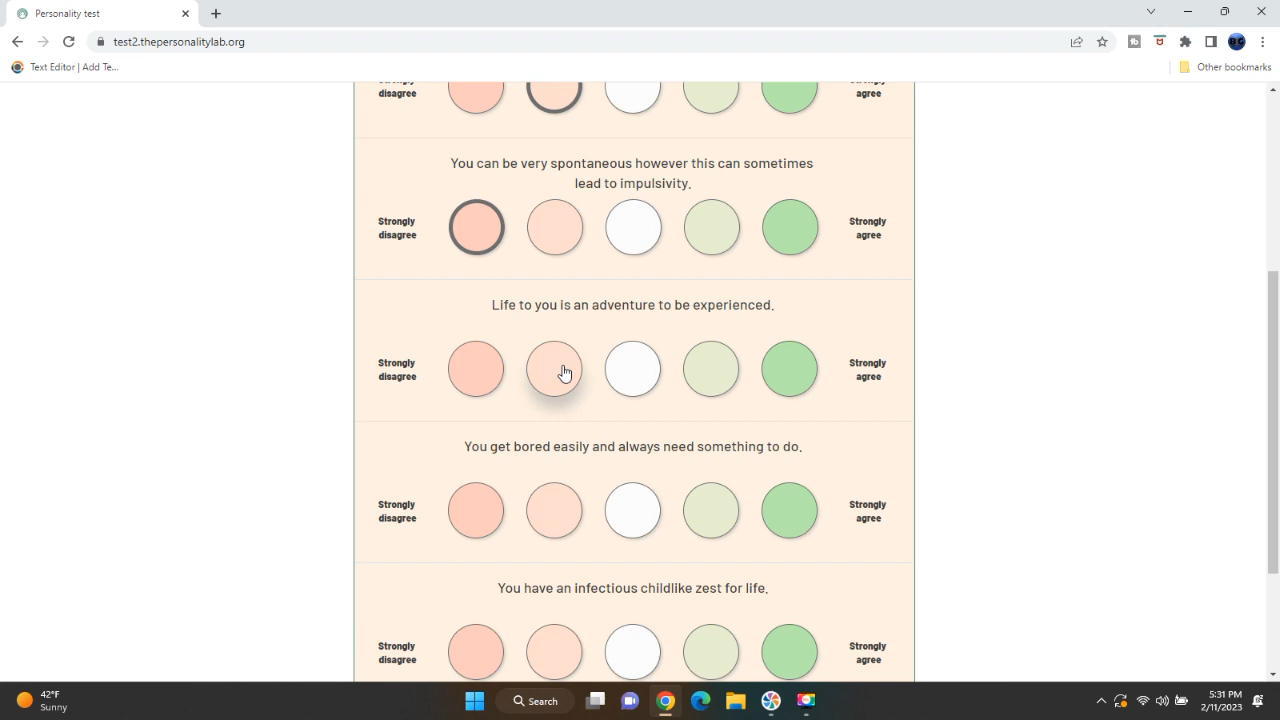 Personality test
test2.thepersonalitylab.org
Text Editor | Add Te...
Other bookmarks
disagree
agree
You can be very spontaneous however this can sometimes
lead to impulsivity.
Strongly
disagree
Strongly
agree
Life to you is an adventure to be experienced.
Strongly
disagree
Strongly
agree
You get bored easily and always need something to do.
Strongly
disagree
Strongly
agree
You have an infectious childlike zest for life.
Strongly
disagree
Strongly
agree
42°F
Sunny
Search
5:31 PM
2/11/2023